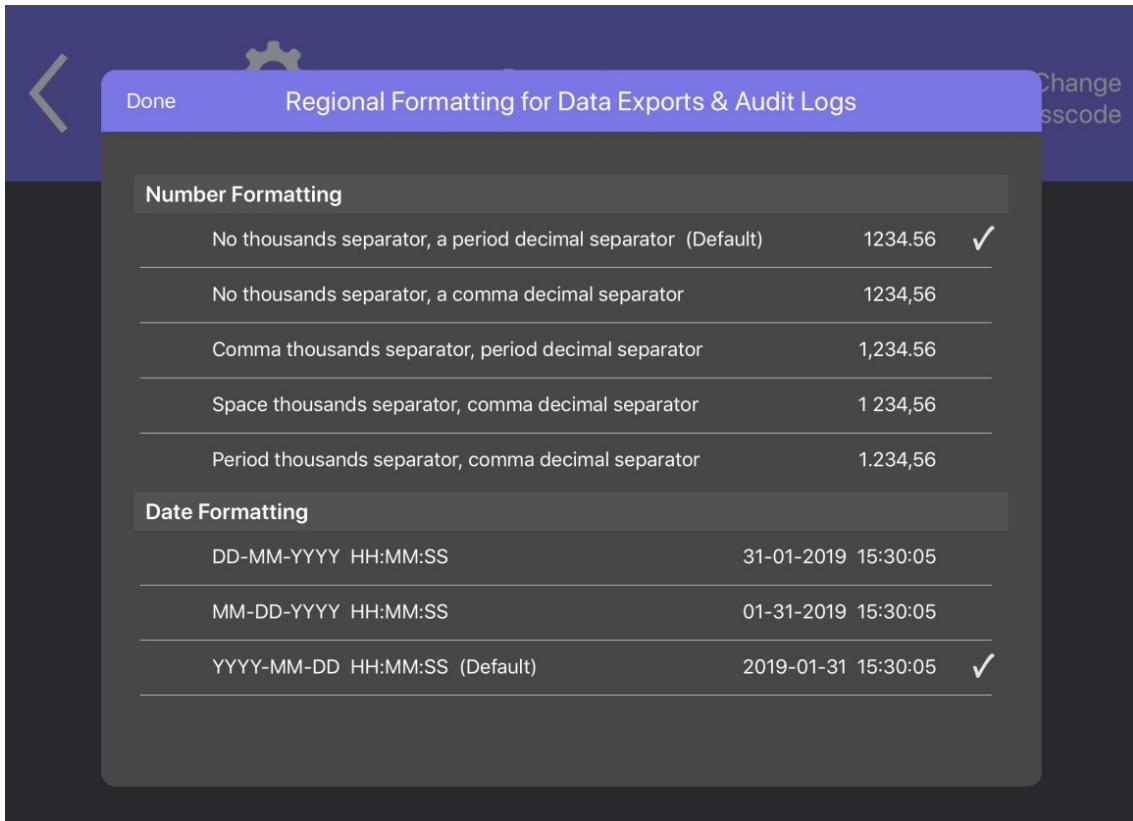 Change
sscode
Done
Regional Formatting for Data Exports & Audit Logs
Number Formatting
No thousands separator, a period decimal separator (Default) 1234.56 ✓
No thousands separator, a comma decimal separator 1234,56
Comma thousands separator, period decimal separator 1,234.56
Space thousands separator, comma decimal separator 1 234,56
Period thousands separator, comma decimal separator 1.234,56
Date Formatting
DD-MM-YYYY HH:MM:SS 31-01-2019 15:30:05
MM-DD-YYYY HH:MM:SS 01-31-2019 15:30:05
YYYY-MM-DD HH:MM:SS (Default) 2019-01-31 15:30:05 ✓